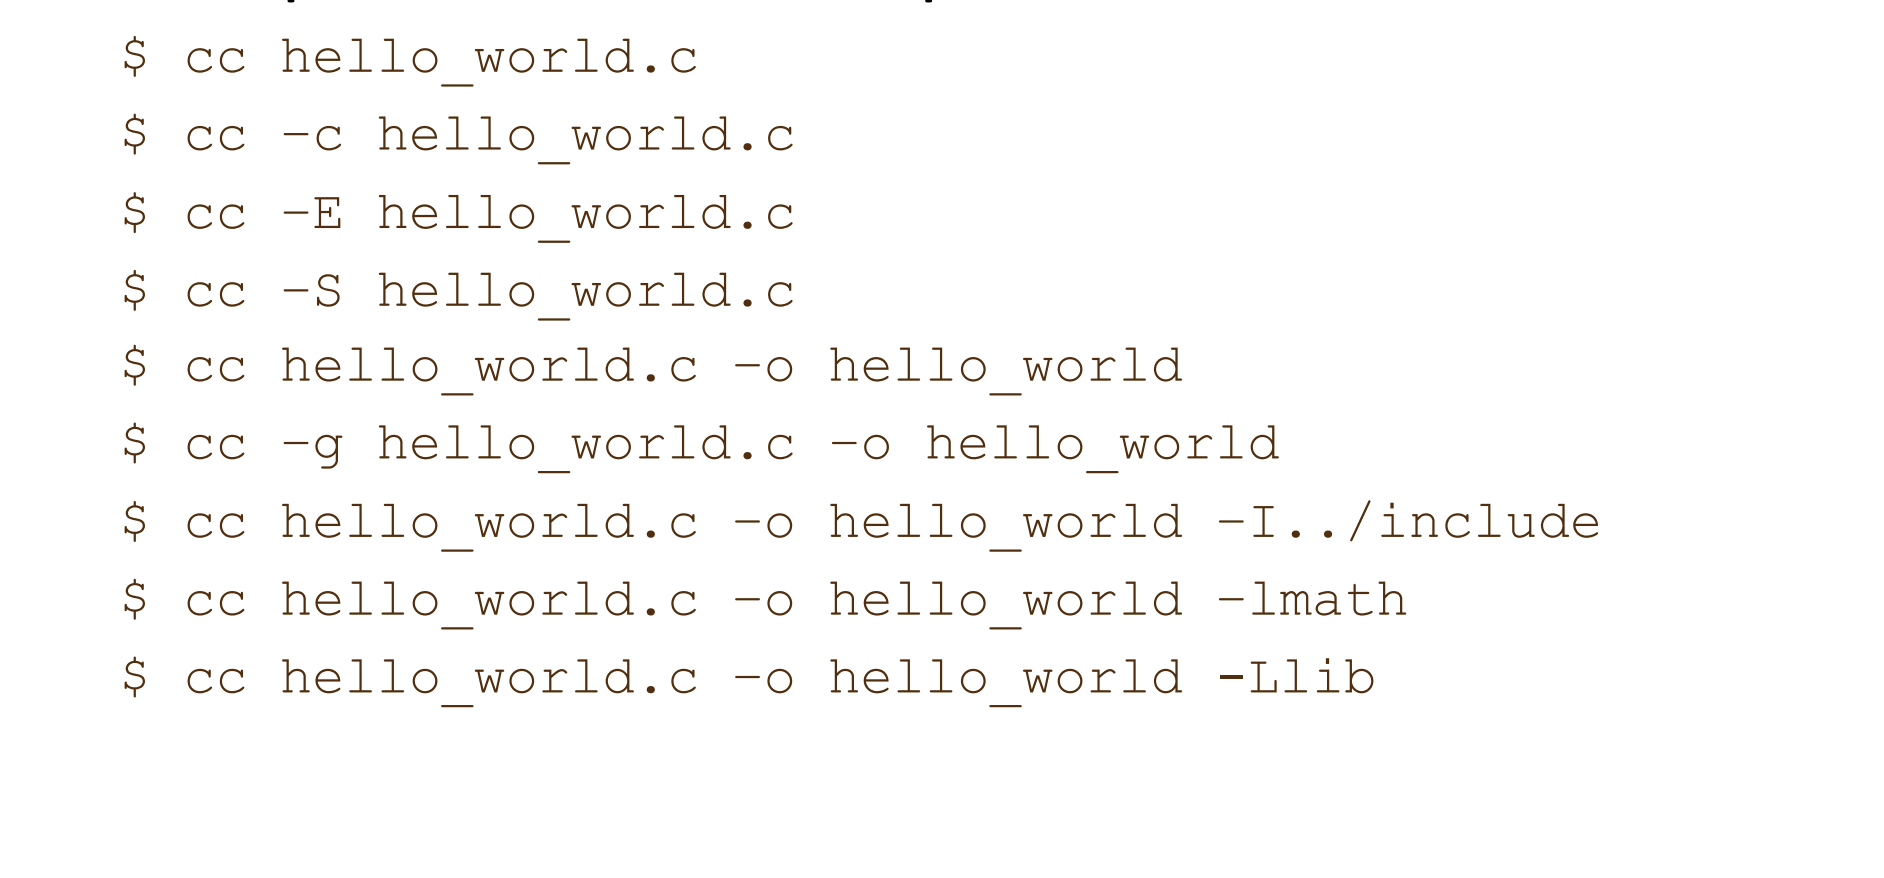 $ cc hello_world.c
$ cc –c hello_world.c
$ cc –E hello_world.c
$ cc –S hello_world.c
$ cc hello_world.c –o hello_world
$ cc –g hello_world.c –o hello_world
$ cc hello_world.c –o hello_world –I../include
$ cc hello_world.c –o hello_world –lmath
$ cc hello_world.c –o hello_world -Llib